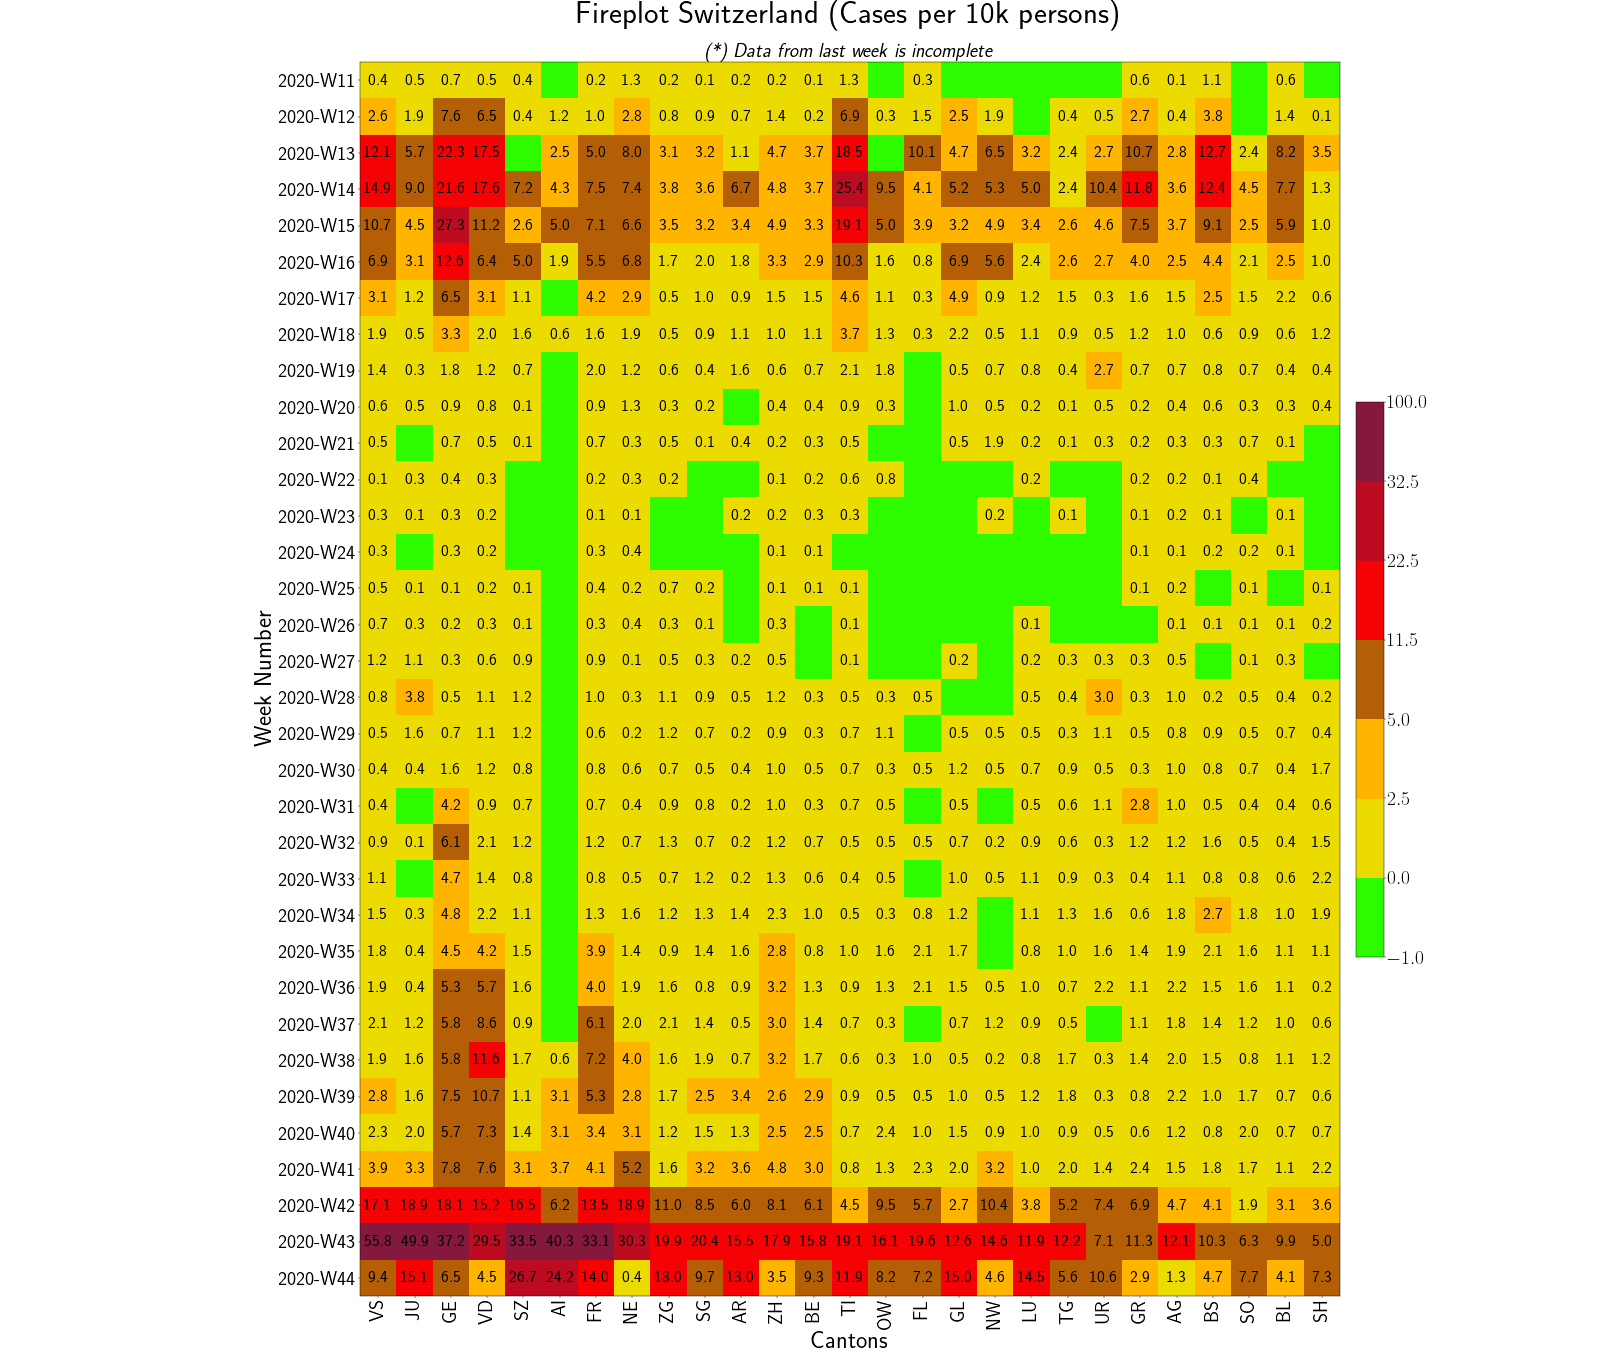 Fireplot Switzerland (Cases per 10k persons)
(*) Data from last week is incomplete
2020-W11 0.4 0.5 0.7 0.5 0.4 0.2 1.3 0.2 0.1 0.2 0.2 0.1 1.3 0.3 0.6 0.1 1.1 0.6
2020-W12 2.6 1.9 7.6 6.5 0.4 1.2 1.0 2.8 0.8 0.9 0.7 1.4 0.2 6.9 0.3 1.5 2.5 1.9 0.4 0.5 2.7 0.4 3.8 1.4 0.1
2020-W13 12.1 5.7 22.3 17.5 2.5 5.0 8.0 3.1 3.2 1.1 4.7 3.7 18.5 10.1 4.7 6.5 3.2 2.4 2.7 10.7 2.8 12.7 2.4 8.2 3.5
2020-W14 14.9 9.0 21.6 17.6 7.2 4.3 7.5 7.4 3.8 3.6 6.7 4.8 3.7 25.4 9.5 4.1 5.2 5.3 5.0 2.4 10.4 11.8 3.6 12.4 4.5 7.7 1.3
2020-W15 10.7 4.5 27.3 11.2 2.6 5.0 7.1 6.6 3.5 3.2 3.4 4.9 3.3 19.1 5.0 3.9 3.2 4.9 3.4 2.6 4.6 7.5 3.7 9.1 2.5 5.9 1.0
2020-W16 6.9 3.1 12.6 6.4 5.0 1.9 5.5 6.8 1.7 2.0 1.8 3.3 2.9 10.3 1.6 0.8 6.9 5.6 2.4 2.6 2.7 4.0 2.5 4.4 2.1 2.5 1.0
2020-W17 3.1 1.2 6.5 3.1 1.1 4.2 2.9 0.5 1.0 0.9 1.5 1.5 4.6 1.1 0.3 4.9 0.9 1.2 1.5 0.3 1.6 1.5 2.5 1.5 2.2 0.6
2020-W18 1.9 0.5 3.3 2.0 1.6 0.6 1.6 1.9 0.5 0.9 1.1 1.0 1.1 3.7 1.3 0.3 2.2 0.5 1.1 0.9 0.5 1.2 1.0 0.6 0.9 0.6 1.2
2020-W19 1.4 0.3 1.8 1.2 0.7 2.0 1.2 0.6 0.4 1.6 0.6 0.7 2.1 1.8 0.5 0.7 0.8 0.4 2.7 0.7 0.7 0.8 0.7 0.4 0.4
2020-W20 0.6 0.5 0.9 0.8 0.1 0.9 1.3 0.3 0.2 0.4 0.4 0.9 0.3 1.0 0.5 0.2 0.1 0.5 0.2 0.4 0.6 0.3 0.3 0.4
2020-W21 0.5 0.7 0.5 0.1 0.7 0.3 0.5 0.1 0.4 0.2 0.3 0.5 0.5 1.9 0.2 0.1 0.3 0.2 0.3 0.3 0.7 0.1
2020-W22 0.1 0.3 0.4 0.3 0.2 0.3 0.2 0.1 0.2 0.6 0.8 0.2 0.2 0.2 0.1 0.4
2020-W23 0.3 0.1 0.3 0.2 0.1 0.1 0.2 0.2 0.3 0.3 0.2 0.1 0.1 0.2 0.1 0.1
2020-W24 0.3 0.3 0.2 0.3 0.4 0.1 0.1 0.1 0.1 0.2 0.2 0.1
2020-W25 0.5 0.1 0.1 0.2 0.1 0.4 0.2 0.7 0.2 0.1 0.1 0.1 0.1 0.2 0.1 0.1
2020-W26 0.7 0.3 0.2 0.3 0.1 0.3 0.4 0.3 0.1 0.3 0.1 0.1 0.1 0.1 0.1 0.1 0.2
2020-W27 1.2 1.1 0.3 0.6 0.9 0.9 0.1 0.5 0.3 0.2 0.5 0.1 0.2 0.2 0.3 0.3 0.3 0.5 0.1 0.3
2020-W28 0.8 3.8 0.5 1.1 1.2 1.0 0.3 1.1 0.9 0.5 1.2 0.3 0.5 0.3 0.5 0.5 0.4 3.0 0.3 1.0 0.2 0.5 0.4 0.2
2020-W29 0.5 1.6 0.7 1.1 1.2 0.6 0.2 1.2 0.7 0.2 0.9 0.3 0.7 1.1 0.5 0.5 0.5 0.3 1.1 0.5 0.8 0.9 0.5 0.7 0.4
2020-W30 0.4 0.4 1.6 1.2 0.8 0.8 0.6 0.7 0.5 0.4 1.0 0.5 0.7 0.3 0.5 1.2 0.5 0.7 0.9 0.5 0.3 1.0 0.8 0.7 0.4 1.7
2020-W31 0.4 4.2 0.9 0.7 0.7 0.4 0.9 0.8 0.2 1.0 0.3 0.7 0.5 0.5 0.5 0.6 1.1 2.8 1.0 0.5 0.4 0.4 0.6
2020-W32 0.9 0.1 6.1 2.1 1.2 1.2 0.7 1.3 0.7 0.2 1.2 0.7 0.5 0.5 0.5 0.7 0.2 0.9 0.6 0.3 1.2 1.2 1.6 0.5 0.4 1.5
2020-W33 1.1 4.7 1.4 0.8 0.8 0.5 0.7 1.2 0.2 1.3 0.6 0.4 0.5 1.0 0.5 1.1 0.9 0.3 0.4 1.1 0.8 0.8 0.6 2.2
2020-W34 1.5 0.3 4.8 2.2 1.1 1.3 1.6 1.2 1.3 1.4 2.3 1.0 0.5 0.3 0.8 1.2 1.1 1.3 1.6 0.6 1.8 2.7 1.8 1.0 1.9
2020-W35 1.8 0.4 4.5 4.2 1.5 3.9 1.4 0.9 1.4 1.6 2.8 0.8 1.0 1.6 2.1 1.7 0.8 1.0 1.6 1.4 1.9 2.1 1.6 1.1 1.1
2020-W36 1.9 0.4 5.3 5.7 1.6 4.0 1.9 1.6 0.8 0.9 3.2 1.3 0.9 1.3 2.1 1.5 0.5 1.0 0.7 2.2 1.1 2.2 1.5 1.6 1.1 0.2
2020-W37 2.1 1.2 5.8 8.6 0.9 6.1 2.0 2.1 1.4 0.5 3.0 1.4 0.7 0.3 0.7 1.2 0.9 0.5 1.1 1.8 1.4 1.2 1.0 0.6
2020-W38 1.9 1.6 5.8 11.6 1.7 0.6 7.2 4.0 1.6 1.9 0.7 3.2 1.7 0.6 0.3 1.0 0.5 0.2 0.8 1.7 0.3 1.4 2.0 1.5 0.8 1.1 1.2
2020-W39 2.8 1.6 7.5 10.7 1.1 3.1 5.3 2.8 1.7 2.5 3.4 2.6 2.9 0.9 0.5 0.5 1.0 0.5 1.2 1.8 0.3 0.8 2.2 1.0 1.7 0.7 0.6
2020-W40 2.3 2.0 5.7 7.3 1.4 3.1 3.4 3.1 1.2 1.5 1.3 2.5 2.5 0.7 2.4 1.0 1.5 0.9 1.0 0.9 0.5 0.6 1.2 0.8 2.0 0.7 0.7
2020-W41 3.9 3.3 7.8 7.6 3.1 3.7 4.1 5.2 1.6 3.2 3.6 4.8 3.0 0.8 1.3 2.3 2.0 3.2 1.0 2.0 1.4 2.4 1.5 1.8 1.7 1.1 2.2
2020-W42 17.1 18.9 18.1 15.2 16.5 6.2 13.5 18.9 11.0 8.5 6.0 8.1 6.1 4.5 9.5 5.7 2.7 10.4 3.8 5.2 7.4 6.9 4.7 4.1 1.9 3.1 3.6
2020-W43 55.8 49.9 37.2 29.5 33.5 40.3 33.1 30.3 19.9 20.4 15.5 17.9 15.8 19.1 16.1 19.6 12.6 14.6 11.9 12.2 7.1 11.3 12.1 10.3 6.3 9.9 5.0
2020-W44 9.4 15.1 6.5 4.5 26.7 24.2 14.0 0.4 18.0 9.7 13.0 3.5 9.3 11.9 8.2 7.2 15.0 4.6 14.5 5.6 10.6 2.9 1.3 4.7 7.7 4.1 7.3
VS JU GE VD SZ AI FR NE ZG SG AR ZH BE TI OW FL GL NW LU TG UR GR AG BS SO BL SH
Cantons
Week Number
100.0
32.5
22.5
11.5
5.0
2.5
0.0
−1.0